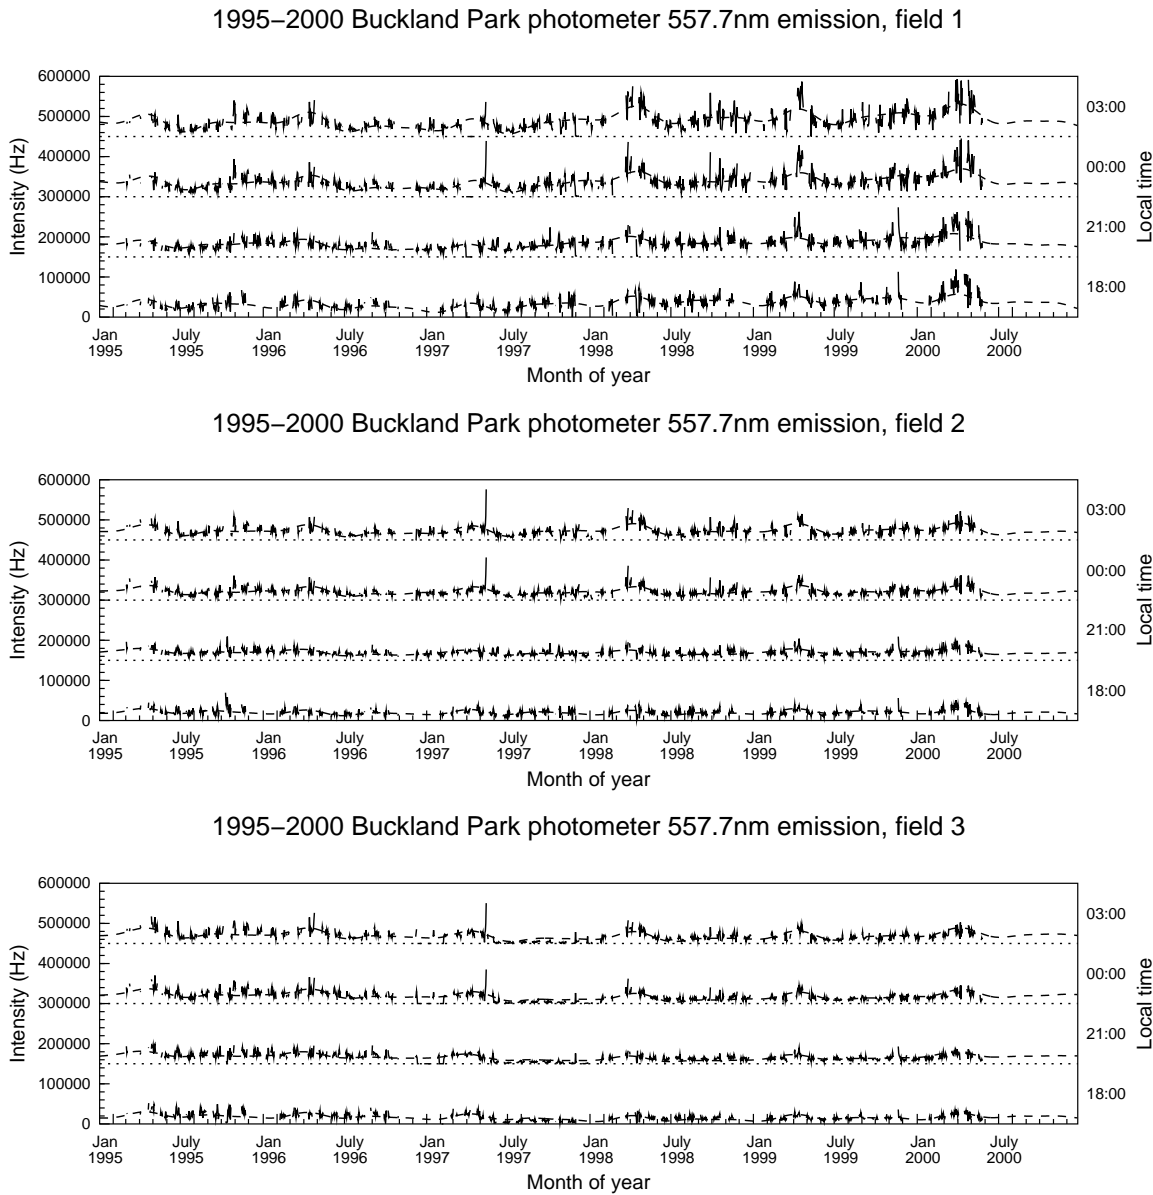 1995−2000 Buckland Park photometer 557.7nm emission, field 1
600000
500000
400000
300000
200000
100000
0
Intensity (Hz)
03:00
00:00
21:00
18:00
Local time
Jan July Jan July Jan July Jan July Jan July Jan July
1995 1995 1996 1996 1997 1997 1998 1998 1999 1999 2000 2000
Month of year
1995−2000 Buckland Park photometer 557.7nm emission, field 2
600000
500000
400000
300000
200000
100000
0
Intensity (Hz)
03:00
00:00
21:00
18:00
Local time
Jan July Jan July Jan July Jan July Jan July Jan July
1995 1995 1996 1996 1997 1997 1998 1998 1999 1999 2000 2000
Month of year
1995−2000 Buckland Park photometer 557.7nm emission, field 3
600000
500000
400000
300000
200000
100000
0
Intensity (Hz)
03:00
00:00
21:00
18:00
Local time
Jan July Jan July Jan July Jan July Jan July Jan July
1995 1995 1996 1996 1997 1997 1998 1998 1999 1999 2000 2000
Month of year